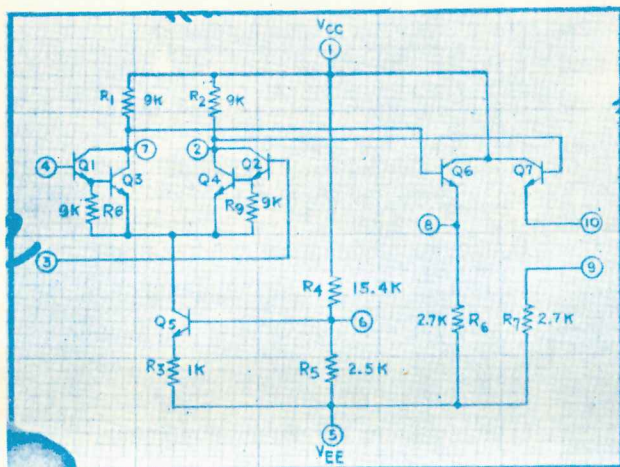 VCC
1
R1 9K R2 9K
4 Q1 7 2 Q2
Q3 Q4 Q6 Q7
9K R8 R9 9K
8 10
3 9
R4 15.4K
Q5 6
2.7K R6 R7 2.7K
R3 1K R5 2.5K
5
VEE